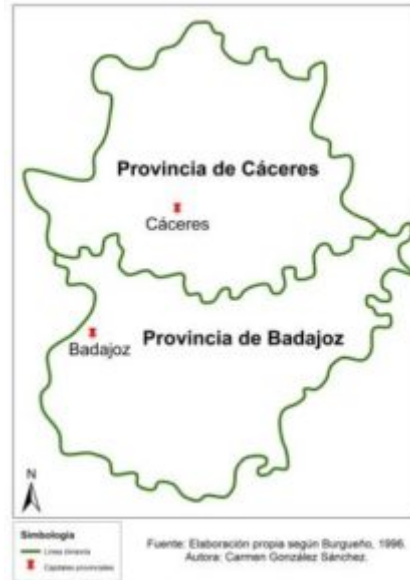 Provincia de Cáceres
Cáceres
Provincia de Badajoz
Badajoz
N
Simbología
Línea divisoria
Capitales provinciales
Fuente: Elaboración propia según Burgueño, 1996.
Autora: Carmen González Sánchez.